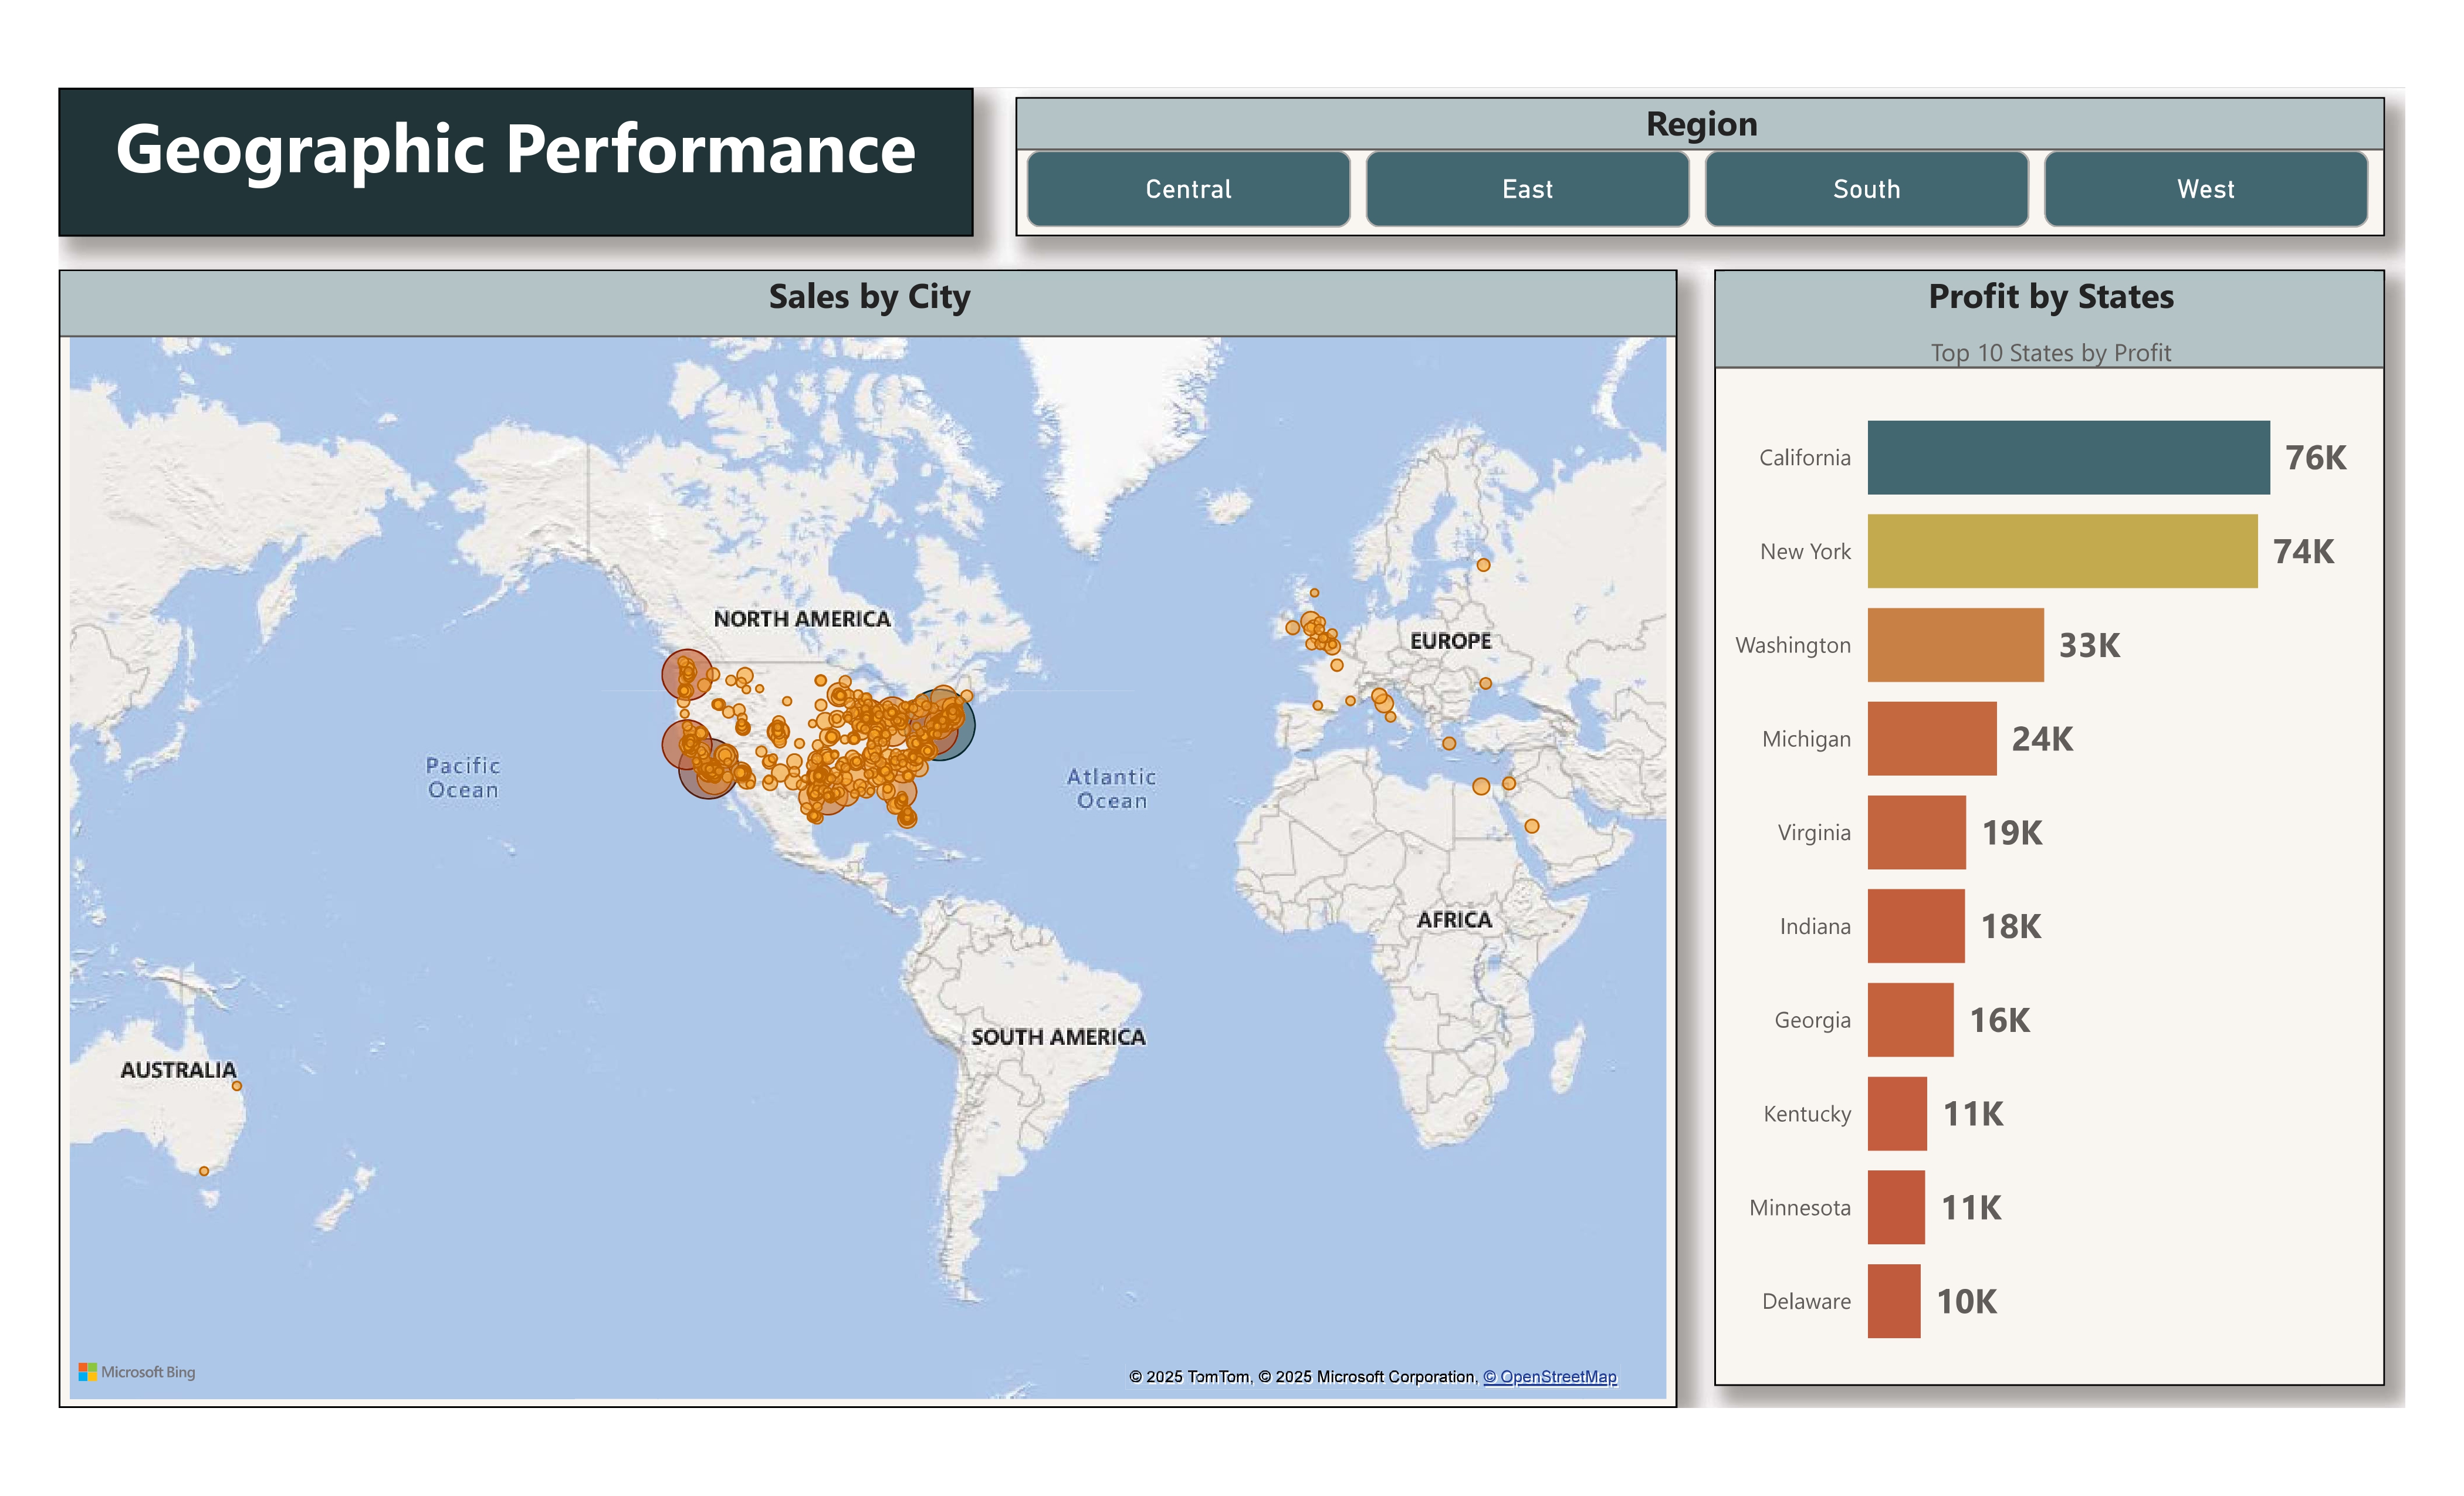 Geographic Performance
Region
Central
East
South
West
Sales by City
NORTH AMERICA
EUROPE
Pacific
Ocean
Atlantic
Ocean
AFRICA
SOUTH AMERICA
AUSTRALIA
Microsoft Bing
© 2025 TomTom, © 2025 Microsoft Corporation, © OpenStreetMap
Profit by States
Top 10 States by Profit
California 76K
New York 74K
Washington 33K
Michigan 24K
Virginia 19K
Indiana 18K
Georgia 16K
Kentucky 11K
Minnesota 11K
Delaware 10K